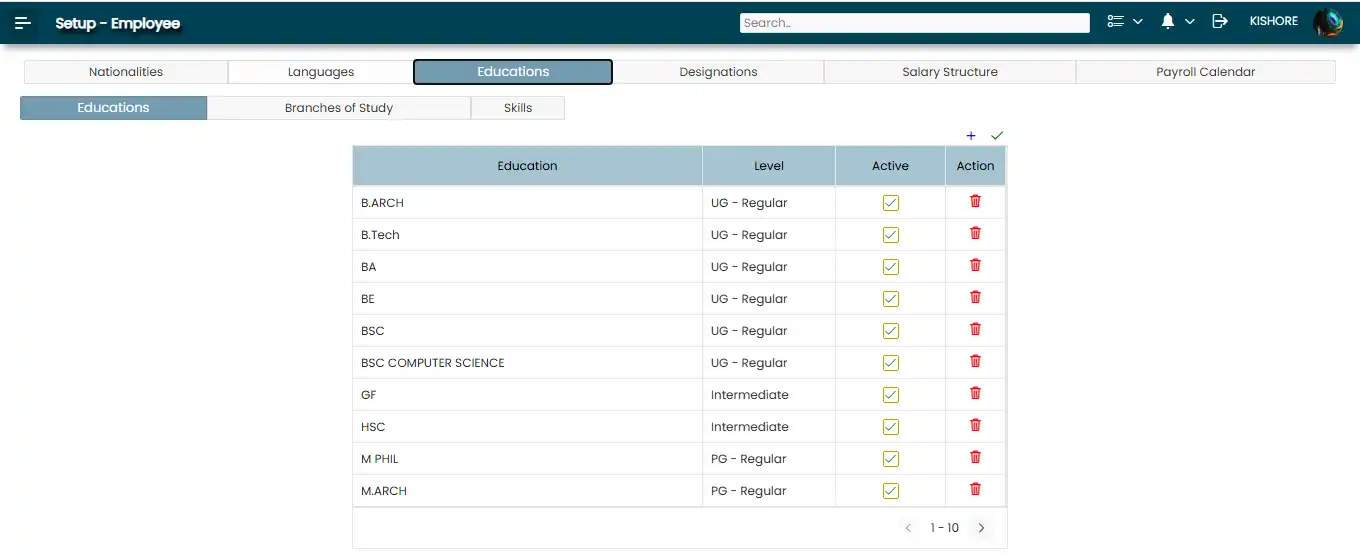 Setup - Employee Search.. KISHORE
Nationalities Languages Educations Designations Salary Structure Payroll Calendar
Educations Branches of Study Skills
Education Level Active Action
B.ARCH UG - Regular
B.Tech UG - Regular
BA UG - Regular
BE UG - Regular
BSC UG - Regular
BSC COMPUTER SCIENCE UG - Regular
GF Intermediate
HSC Intermediate
M PHIL PG - Regular
M.ARCH PG - Regular
1 - 10